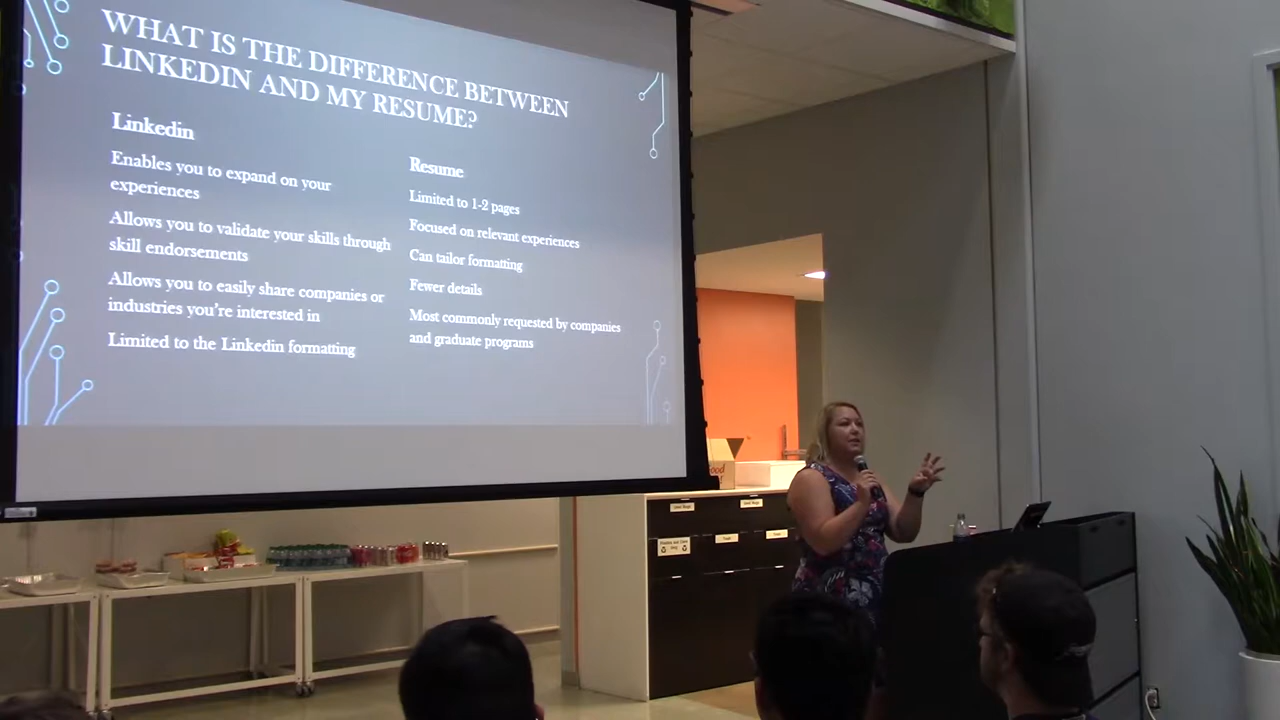 WHAT IS THE DIFFERENCE BETWEEN
LINKEDIN AND MY RESUME?
Linkedin
Enables you to expand on your
experiences
Allows you to validate your skills through
skill endorsements
Allows you to easily share companies or
industries you're interested in
Limited to the Linkedin formatting
Resume
Limited to 1-2 pages
Focused on relevant experiences
Can tailor formatting
Fewer details
Most commonly requested by companies
and graduate programs